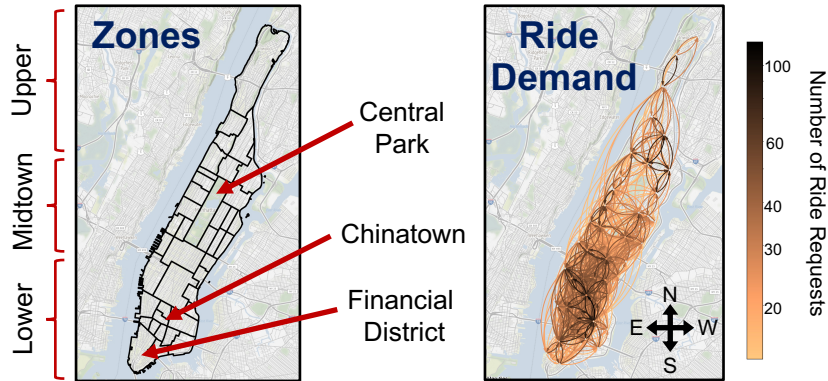 Zones
Ride
Demand
Upper
Midtown
Lower
Central
Park
Chinatown
Financial
District
N
E
W
S
100
60
40
30
20
Number of Ride Requests